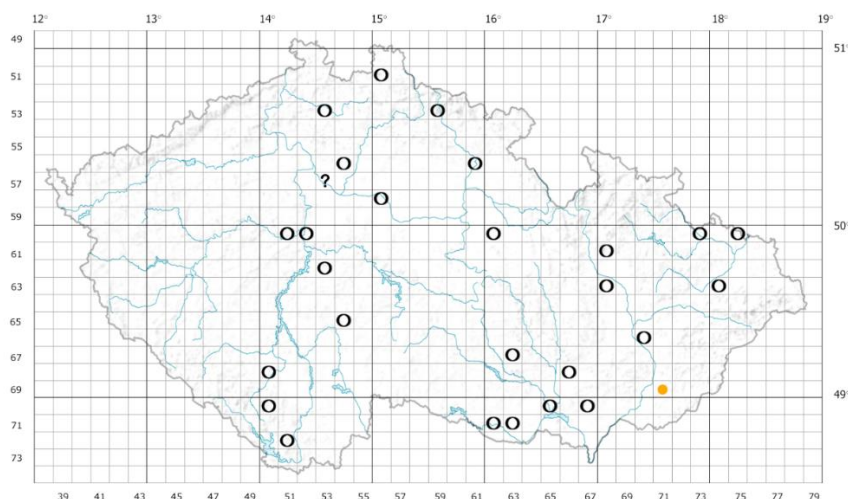 12° 13° 14° 15° 16° 17° 18° 19°
49 51°
51 O
53 O O
55 O O
57 ?
O
59 50°
O O O O O
61 O
O
63 O O
65 O
O
67 O
O O
69 49°
O O O
71 O O
O
73
39 41 43 45 47 49 51 53 55 57 59 61 63 65 67 69 71 73 75 77 79